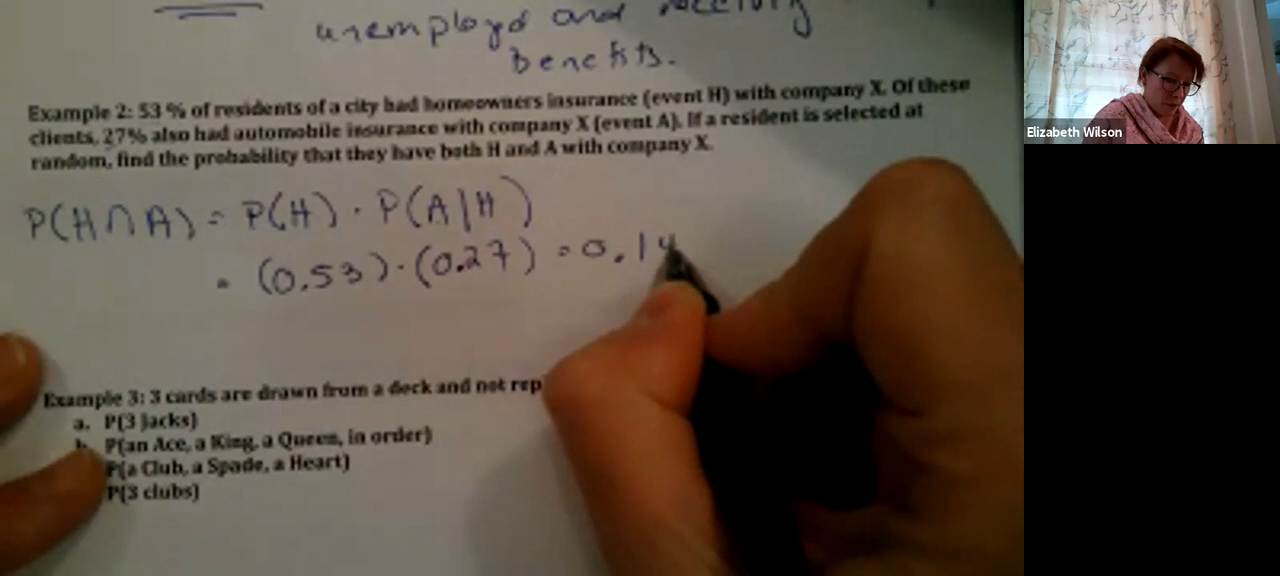 unemployd and
benefits.
Example 2: 53 % of residents of a city had homeowners insurance (event H) with company X. Of these
clients, 27% also had automobile insurance with company X (event A). If a resident is selected at
random, find the probability that they have both H and A with company X.
P(H∩A) = P(H) · P(A|H)
= (0.53) · (0.27) = 0.14
Example 3: 3 cards are drawn from a deck and not rep
a. P(3 Jacks)
b. P(an Ace, a King, a Queen, in order)
P(a Club, a Spade, a Heart)
P(3 clubs)
Elizabeth Wilson